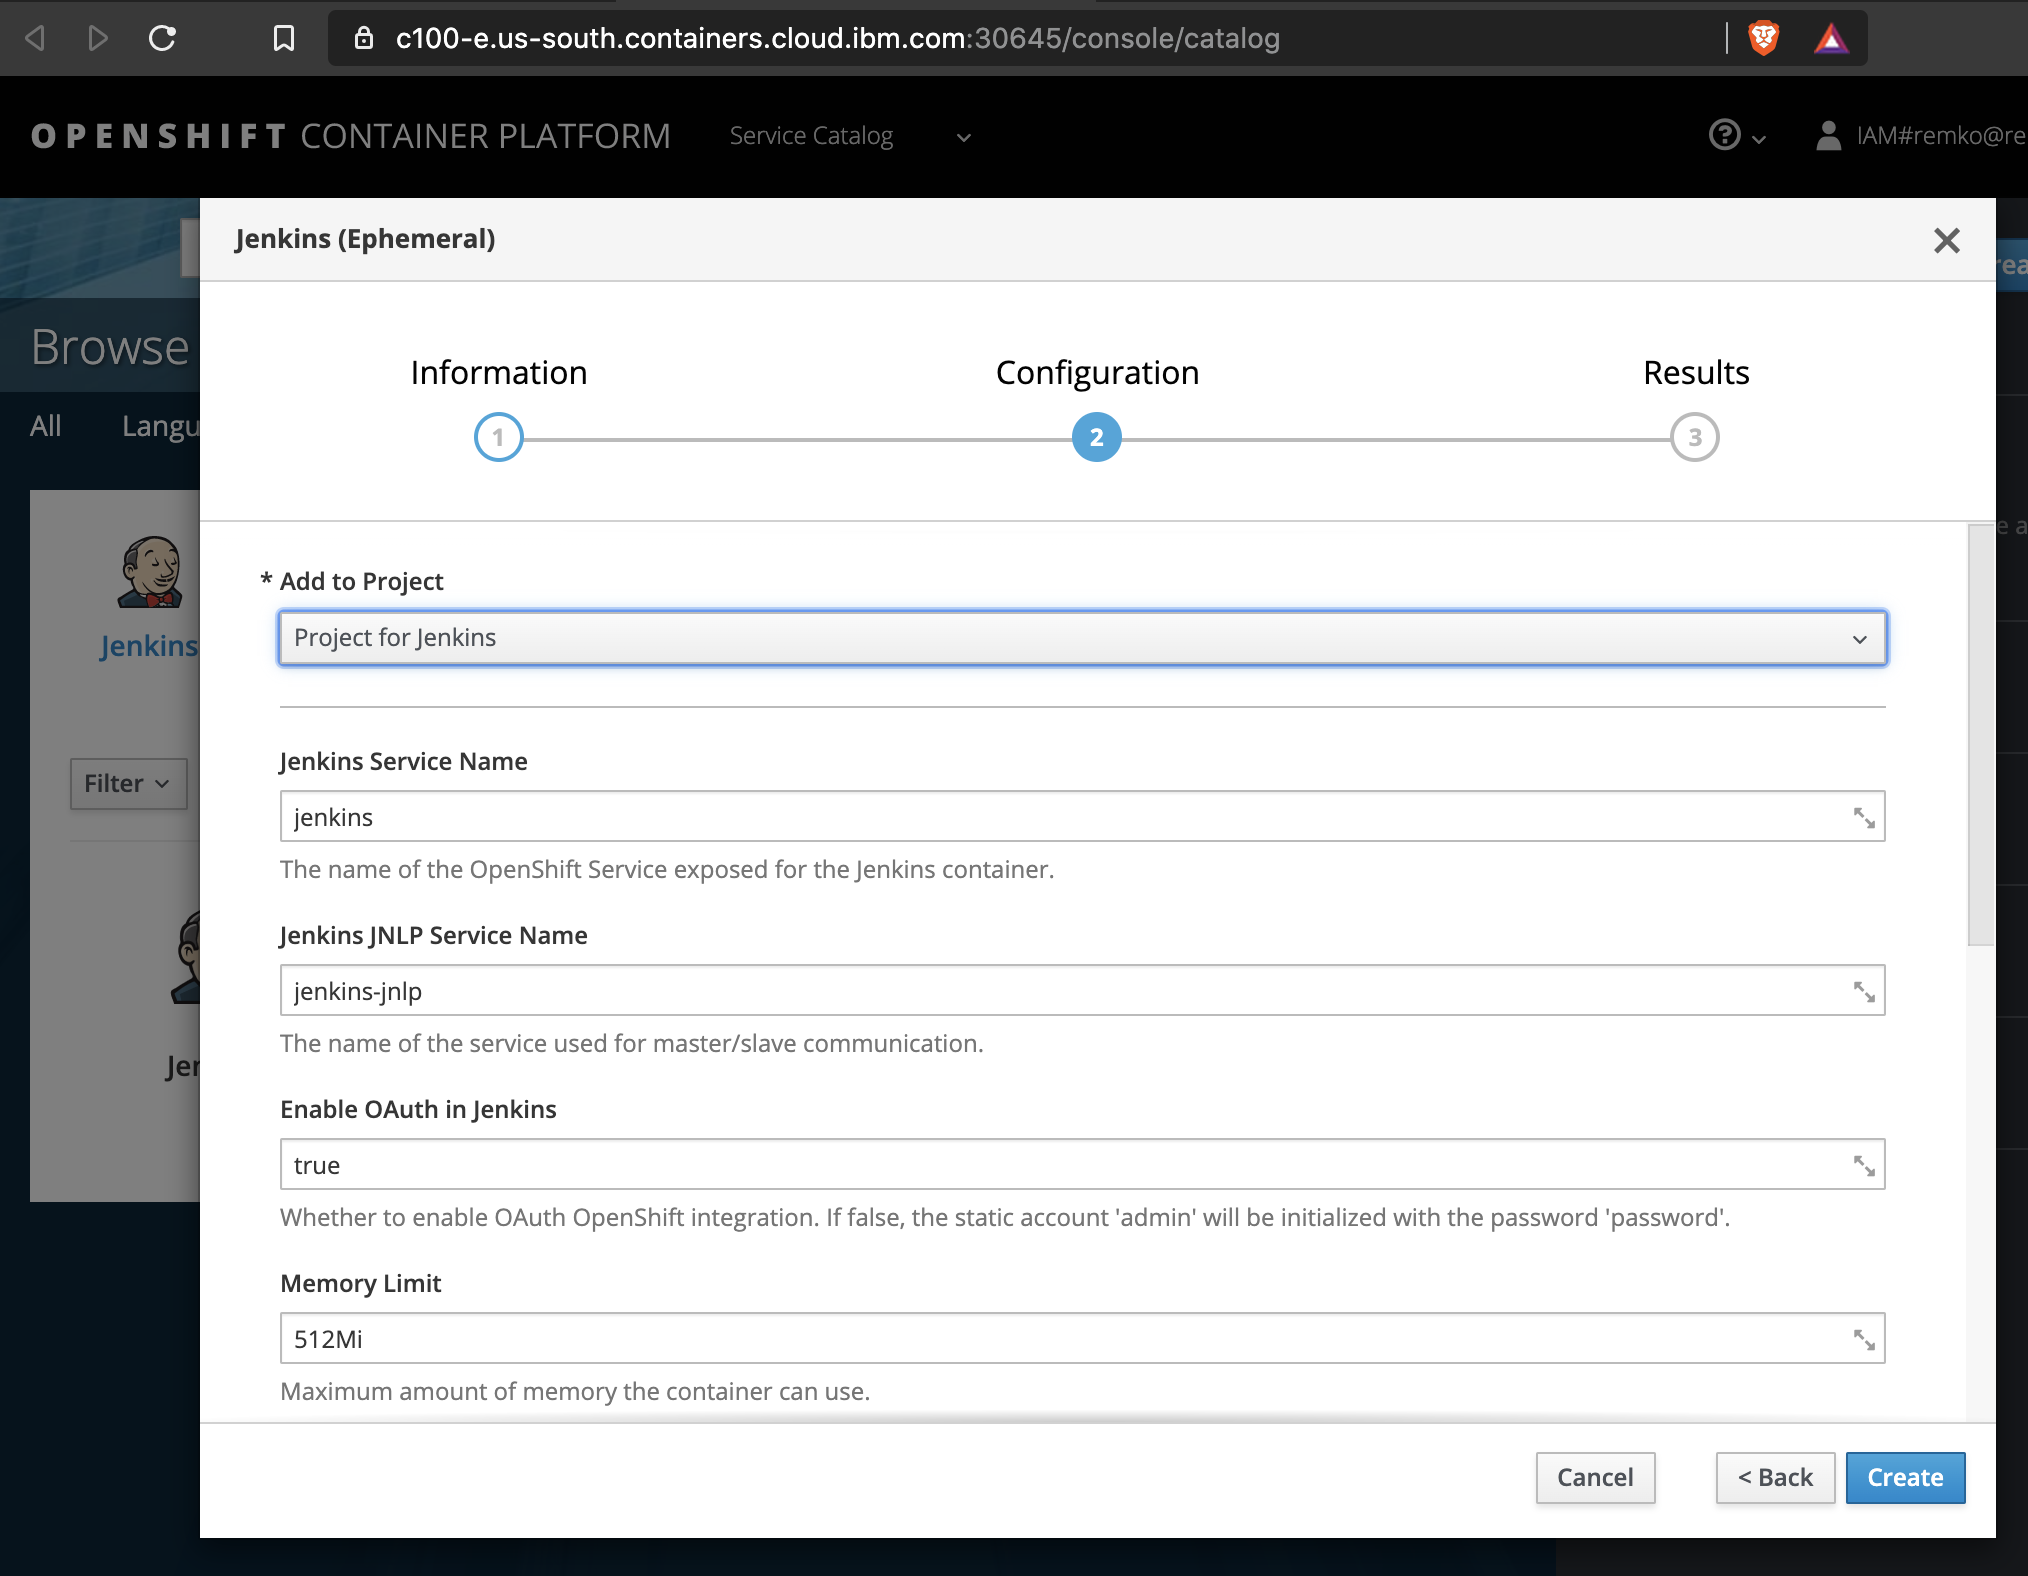 c100-e.us-south.containers.cloud.ibm.com:30645/console/catalog
OPENSHIFT CONTAINER PLATFORM Service Catalog IAM#remko@re
Jenkins (Ephemeral)
Browse
All Langu
Information Configuration Results
1 2 3
* Add to Project
Project for Jenkins
Jenkins
Jenkins Service Name
Filter
jenkins
The name of the OpenShift Service exposed for the Jenkins container.
Jenkins JNLP Service Name
jenkins-jnlp
The name of the service used for master/slave communication.
Jen
Enable OAuth in Jenkins
true
Whether to enable OAuth OpenShift integration. If false, the static account 'admin' will be initialized with the password 'password'.
Memory Limit
512Mi
Maximum amount of memory the container can use.
Cancel < Back Create